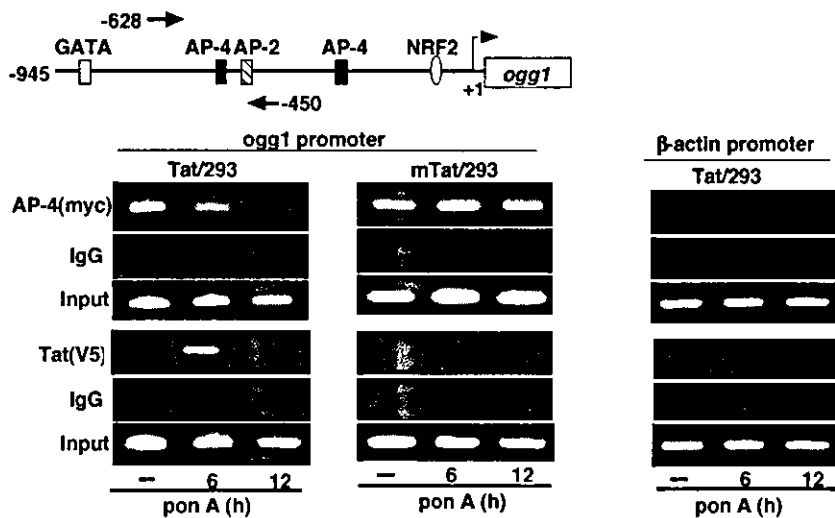 -628
GATA AP-4 AP-2 AP-4 NRF2
-945 +1 ogg1
-450
ogg1 promoter β-actin promoter
Tat/293 mTat/293 Tat/293
AP-4(myc)
IgG
Input
Tat(V5)
IgG
Input
– 6 12 – 6 12 – 6 12
pon A (h) pon A (h) pon A (h)